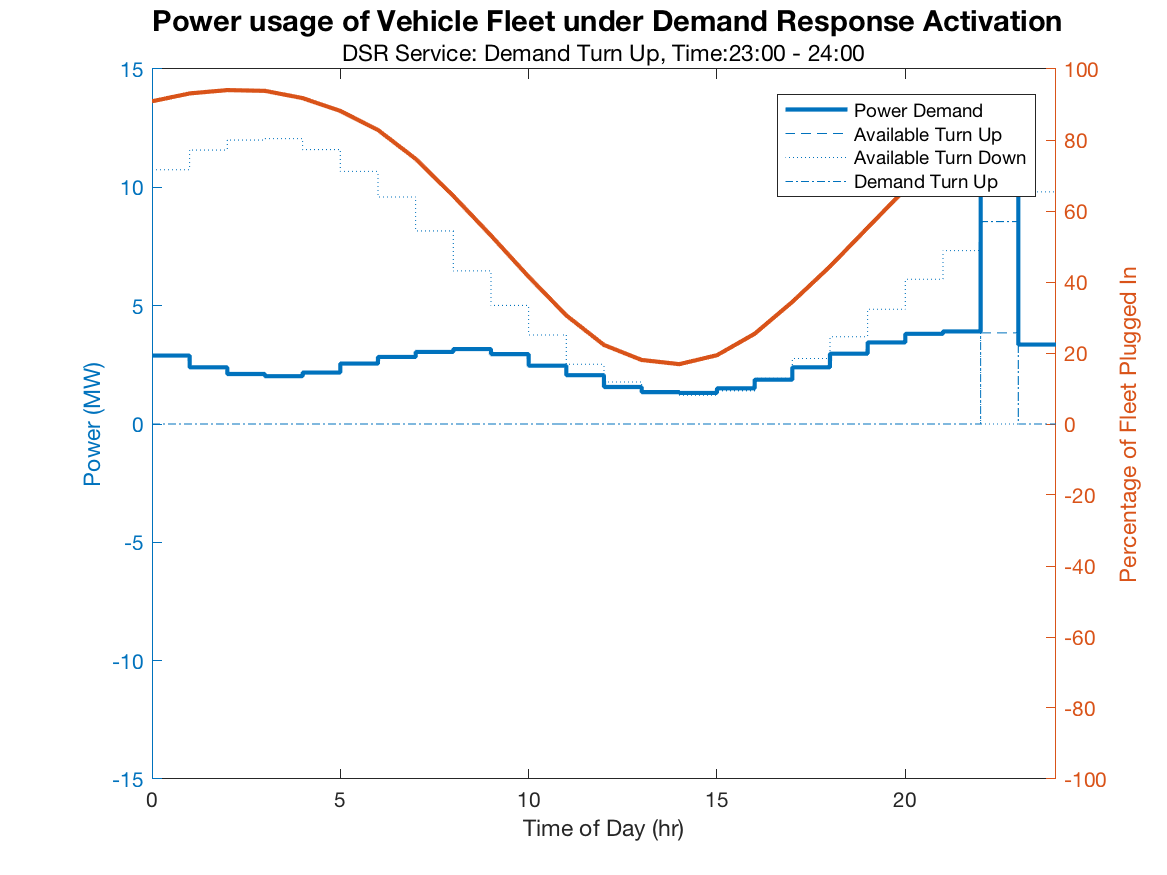 Power usage of Vehicle Fleet under Demand Response Activation
DSR Service: Demand Turn Up, Time:23:00 - 24:00
15
10
5
0
-5
-10
-15
Power (MW)
Power Demand
Available Turn Up
Available Turn Down
Demand Turn Up
100
80
60
40
20
0
-20
-40
-60
-80
-100
Percentage of Fleet Plugged In
0
5
10
15
20
Time of Day (hr)